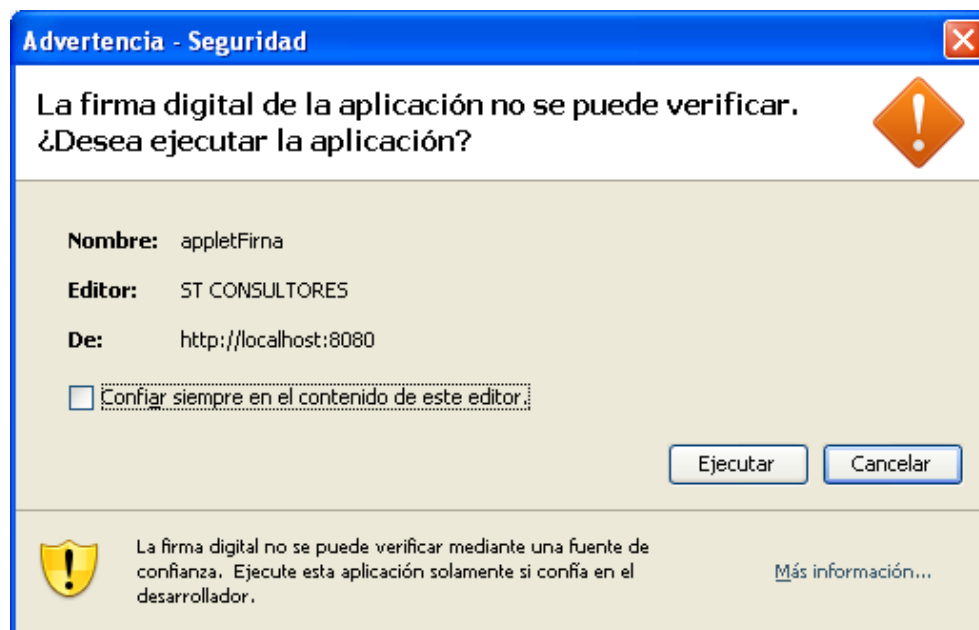 Advertencia - Seguridad
La firma digital de la aplicación no se puede verificar.
¿Desea ejecutar la aplicación?
Nombre: appletFirna
Editor: ST CONSULTORES
De: http://localhost:8080
Confiar siempre en el contenido de este editor.
Ejecutar Cancelar
La firma digital no se puede verificar mediante una fuente de
confianza. Ejecute esta aplicación solamente si confía en el
desarrollador.
Más información...